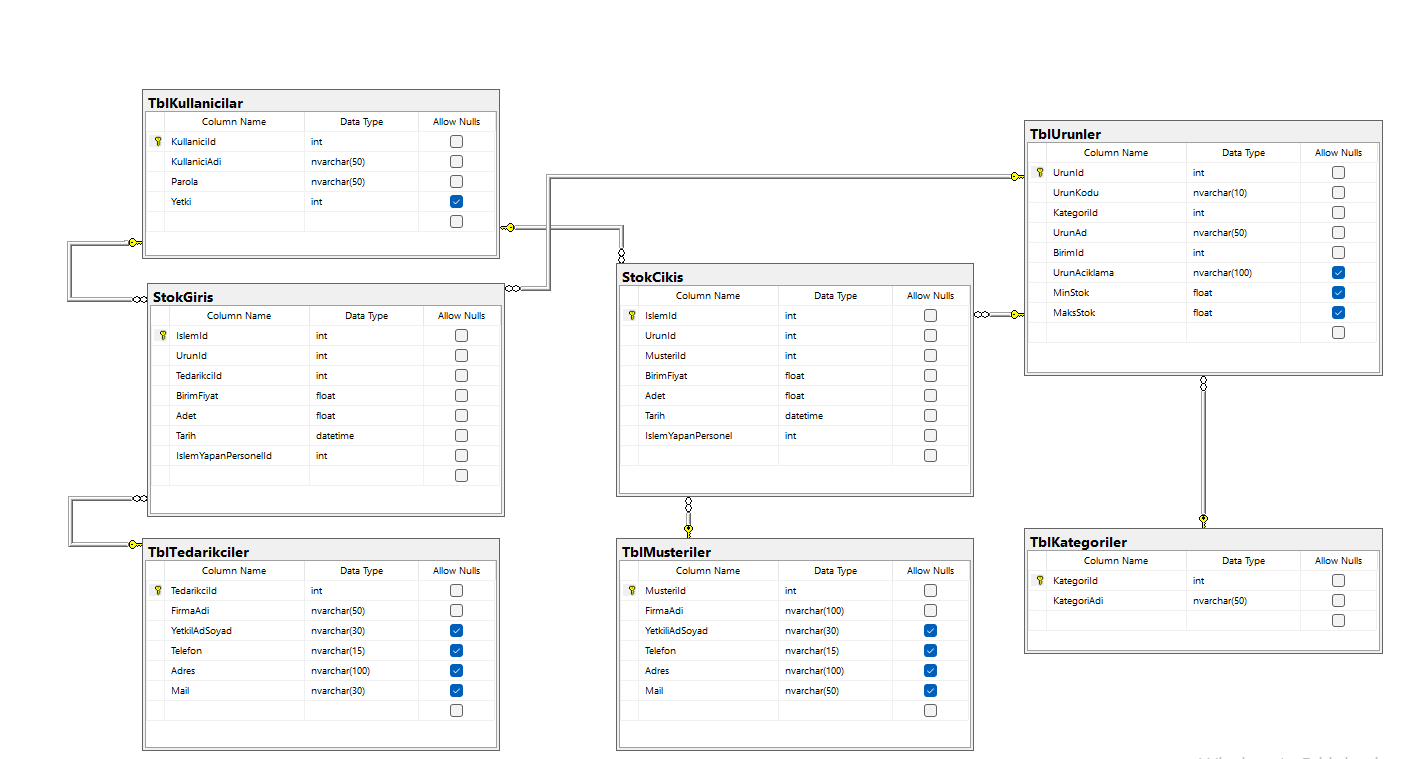 TblKullanicilar
Column Name Data Type Allow Nulls
KullaniciId int
KullaniciAdi nvarchar(50)
Parola nvarchar(50)
Yetki int
StokGiris
Column Name Data Type Allow Nulls
IslemId int
UrunId int
TedarikciId int
BirimFiyat float
Adet float
Tarih datetime
IslemYapanPersonelId int
TblTedarikciler
Column Name Data Type Allow Nulls
TedarikciId int
FirmaAdi nvarchar(50)
YetkilAdSoyad nvarchar(30)
Telefon nvarchar(15)
Adres nvarchar(100)
Mail nvarchar(30)
StokCikis
Column Name Data Type Allow Nulls
IslemId int
UrunId int
MusteriId int
BirimFiyat float
Adet float
Tarih datetime
IslemYapanPersonel int
TblMusteriler
Column Name Data Type Allow Nulls
MusteriId int
FirmaAdi nvarchar(100)
YetkiliAdSoyad nvarchar(30)
Telefon nvarchar(15)
Adres nvarchar(100)
Mail nvarchar(50)
TblUrunler
Column Name Data Type Allow Nulls
UrunId int
UrunKodu nvarchar(10)
KategoriId int
UrunAd nvarchar(50)
BirimId int
UrunAciklama nvarchar(100)
MinStok float
MaksStok float
TblKategoriler
Column Name Data Type Allow Nulls
KategoriId int
KategoriAdi nvarchar(50)